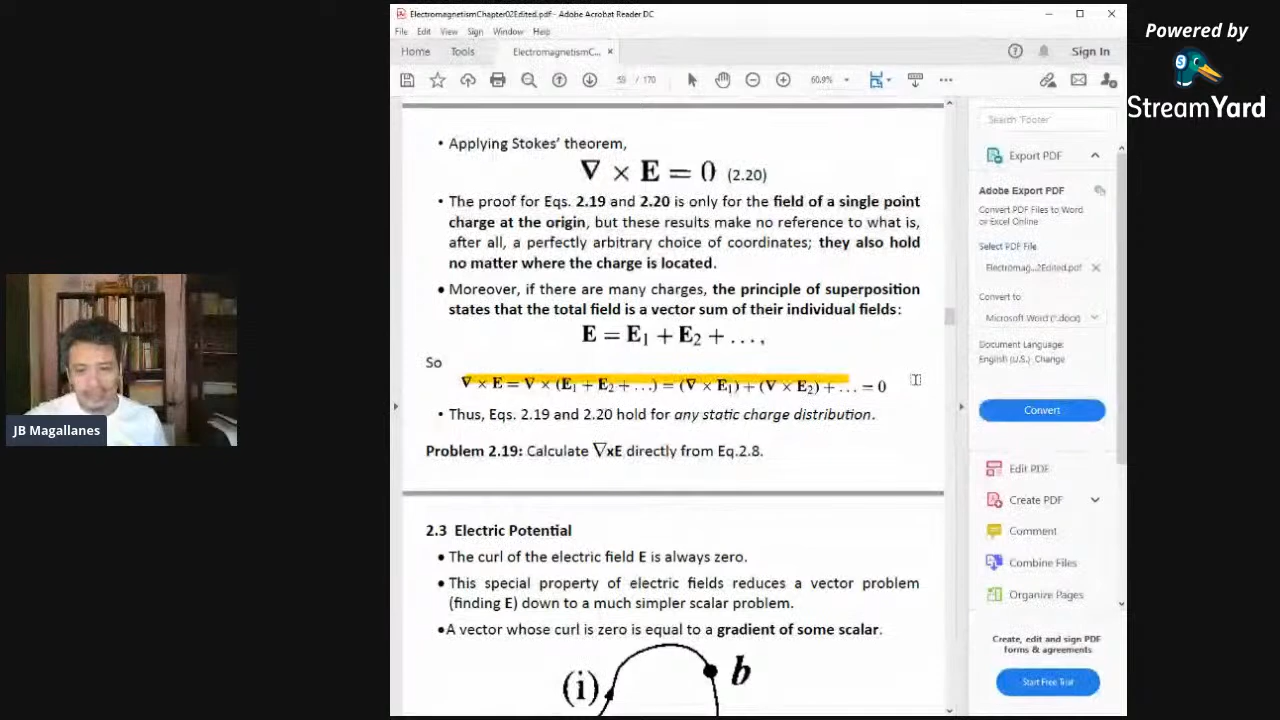 ElectromagnetismChapter02Edited.pdf - Adobe Acrobat Reader DC
File Edit View Sign Window Help
Home Tools ElectromagnetismC... × Sign In
59 / 170 60.9%
• Applying Stokes' theorem,
∇ × E = 0 (2.20)
• The proof for Eqs. 2.19 and 2.20 is only for the field of a single point
charge at the origin, but these results make no reference to what is,
after all, a perfectly arbitrary choice of coordinates; they also hold
no matter where the charge is located.
• Moreover, if there are many charges, the principle of superposition
states that the total field is a vector sum of their individual fields:
E = E₁ + E₂ + . . . ,
So
∇ × E = ∇ × (E₁ + E₂ + . . .) = (∇ × E₁) + (∇ × E₂) + . . . = 0
• Thus, Eqs. 2.19 and 2.20 hold for any static charge distribution.
Problem 2.19: Calculate ∇xE directly from Eq.2.8.
2.3 Electric Potential
• The curl of the electric field E is always zero.
• This special property of electric fields reduces a vector problem
(finding E) down to a much simpler scalar problem.
• A vector whose curl is zero is equal to a gradient of some scalar.
(i) b
Search 'Footer'
Export PDF
Adobe Export PDF
Convert PDF Files to Word
or Excel Online
Select PDF File
Electromag...2Edited.pdf ×
Convert to
Microsoft Word (*.docx)
Document Language:
English (U.S.) Change
Convert
Edit PDF
Create PDF
Comment
Combine Files
Organize Pages
Create, edit and sign PDF
forms & agreements
Start Free Trial
JB Magallanes
Powered by
StreamYard